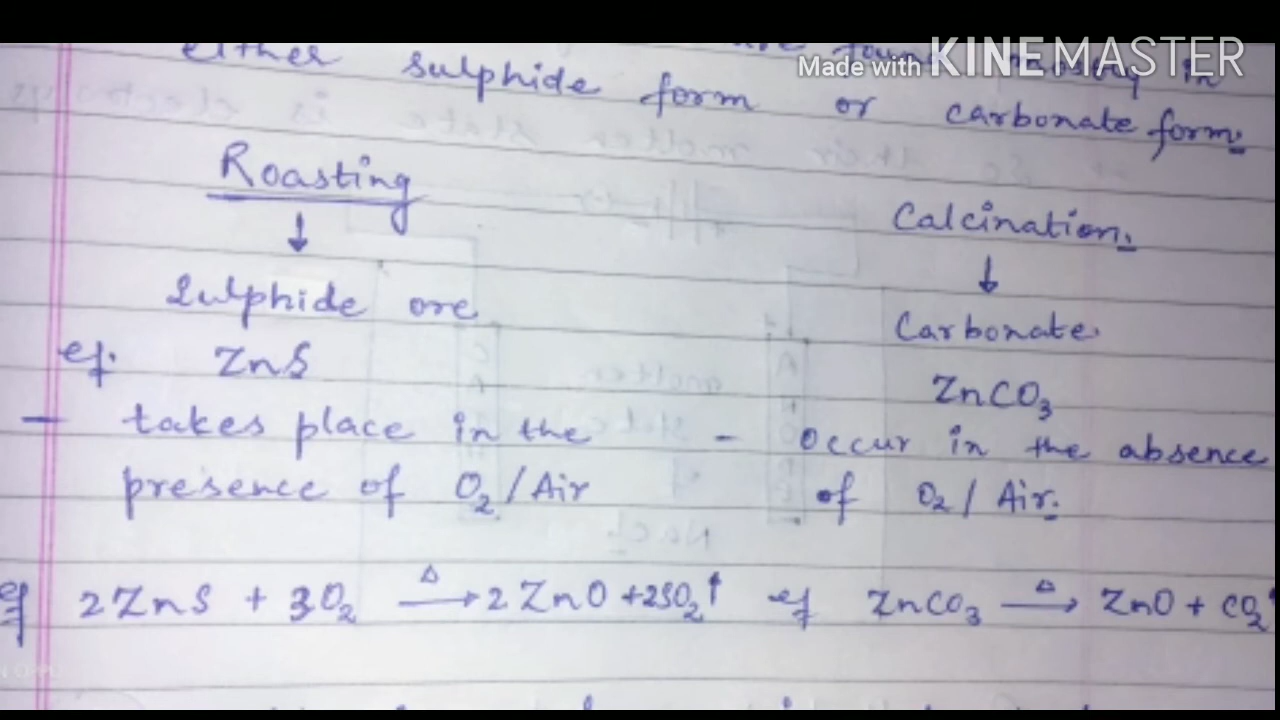 Made with KINEMASTER
either sulphide form or carbonate form.
Roasting
↓
Sulphide ore
eg. ZnS
- takes place in the
presence of O₂ / Air
eg 2ZnS + 3O₂ —Δ→ 2ZnO + 2SO₂↑
Calcination.
↓
Carbonate.
ZnCO₃
- Occur in the absence
of O₂ / Air.
eg ZnCO₃ —Δ→ ZnO + CO₂↑